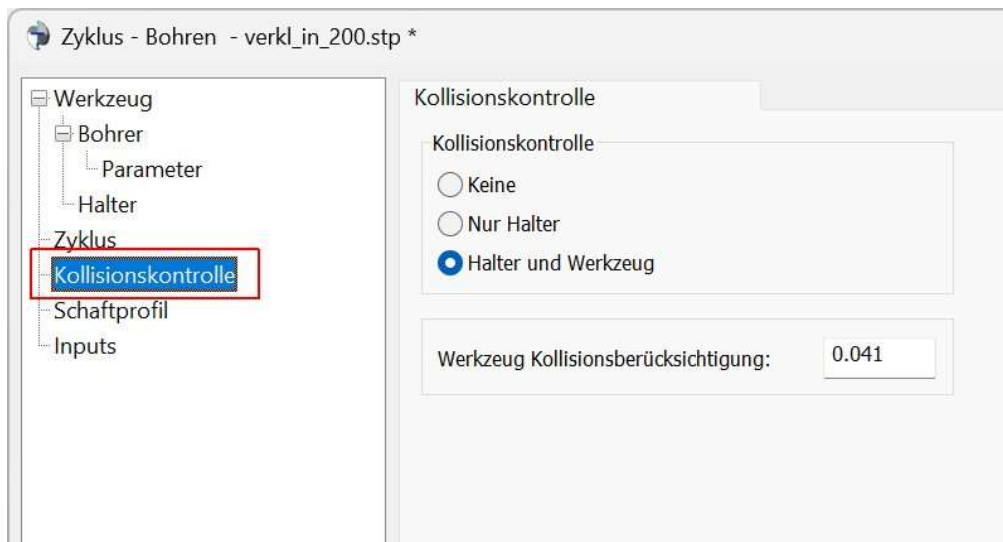 Zyklus - Bohren - verkl_in_200.stp *
Werkzeug
Bohrer
Parameter
Halter
Zyklus
Kollisionskontrolle
Schaftprofil
Inputs
Kollisionskontrolle
Kollisionskontrolle
Keine
Nur Halter
Halter und Werkzeug
Werkzeug Kollisionsberücksichtigung: 0.041